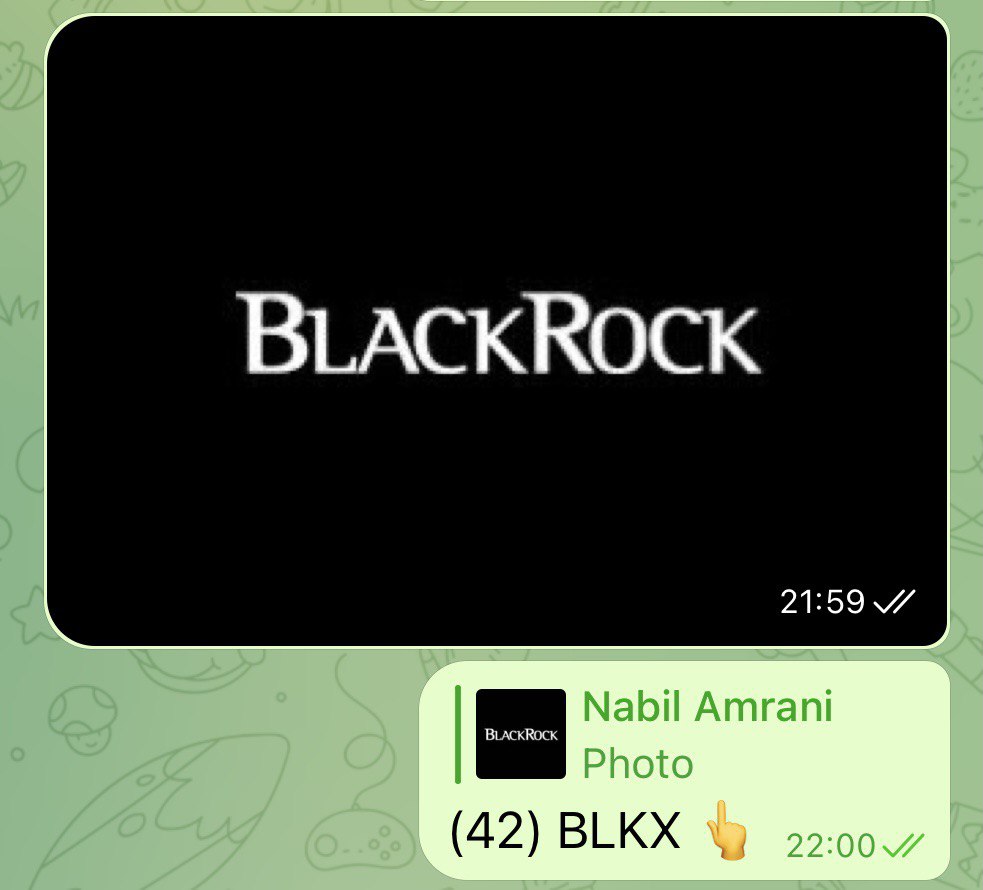 BLACKROCK
21:59
BLACKROCK
Nabil Amrani
Photo
(42) BLKX 👆
22:00